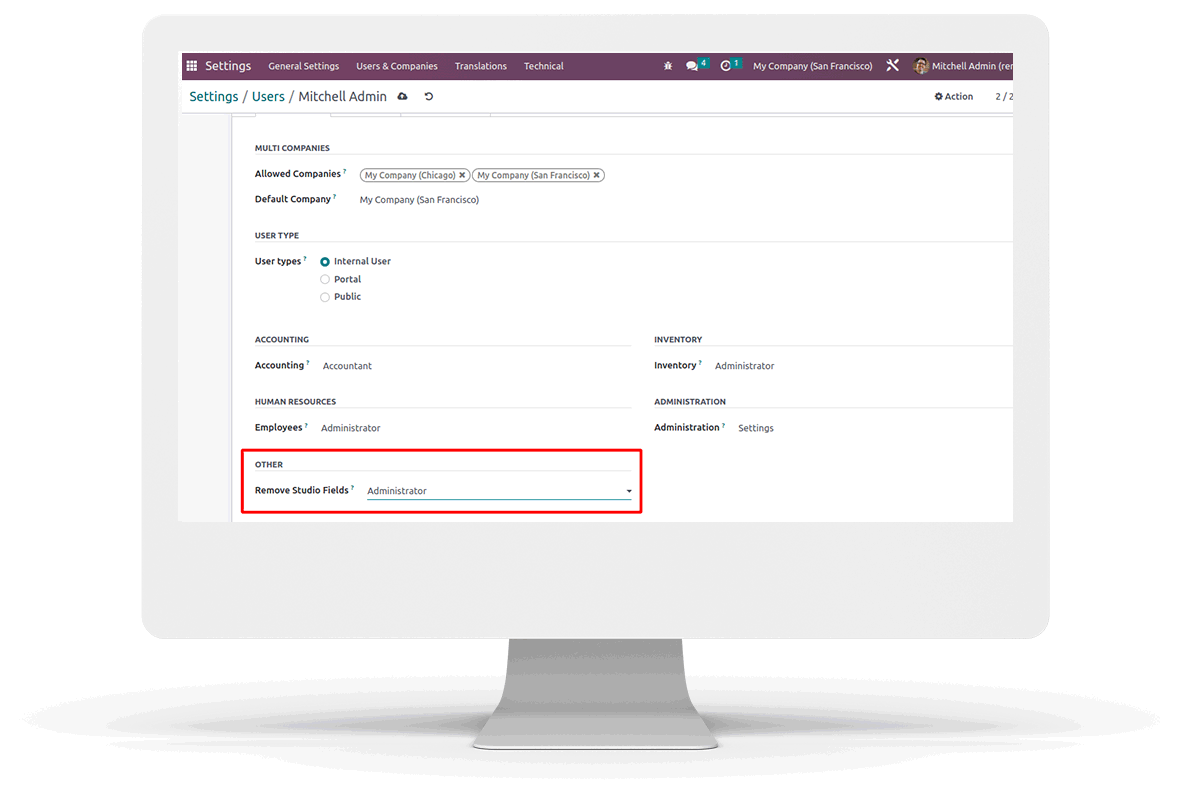 Settings General Settings Users & Companies Translations Technical 4 1 My Company (San Francisco) Mitchell Admin (rem
Settings / Users / Mitchell Admin Action 2 / 2
MULTI COMPANIES
Allowed Companies ? My Company (Chicago) ✖ My Company (San Francisco) ✖
Default Company ? My Company (San Francisco)
USER TYPE
User types ? Internal User
Portal
Public
ACCOUNTING INVENTORY
Accounting ? Accountant Inventory ? Administrator
HUMAN RESOURCES ADMINISTRATION
Employees ? Administrator Administration ? Settings
OTHER
Remove Studio Fields ? Administrator